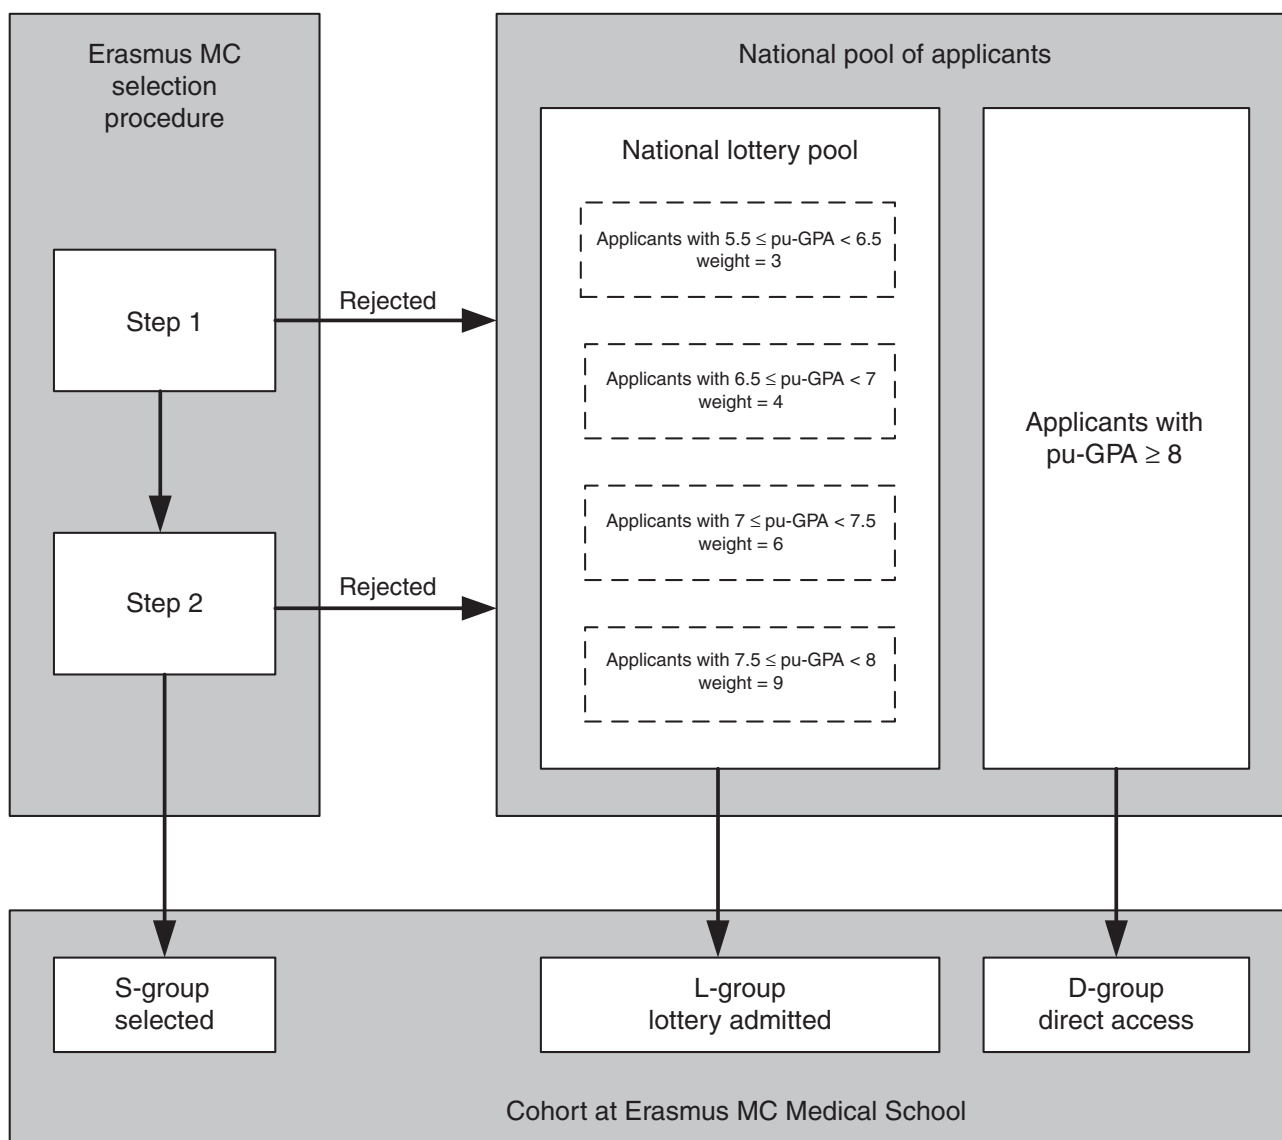 Erasmus MC
selection
procedure
Step 1
Rejected
Step 2
Rejected
National pool of applicants
National lottery pool
Applicants with 5.5 ≤ pu-GPA < 6.5
weight = 3
Applicants with 6.5 ≤ pu-GPA < 7
weight = 4
Applicants with 7 ≤ pu-GPA < 7.5
weight = 6
Applicants with 7.5 ≤ pu-GPA < 8
weight = 9
Applicants with
pu-GPA ≥ 8
S-group
selected
L-group
lottery admitted
D-group
direct access
Cohort at Erasmus MC Medical School